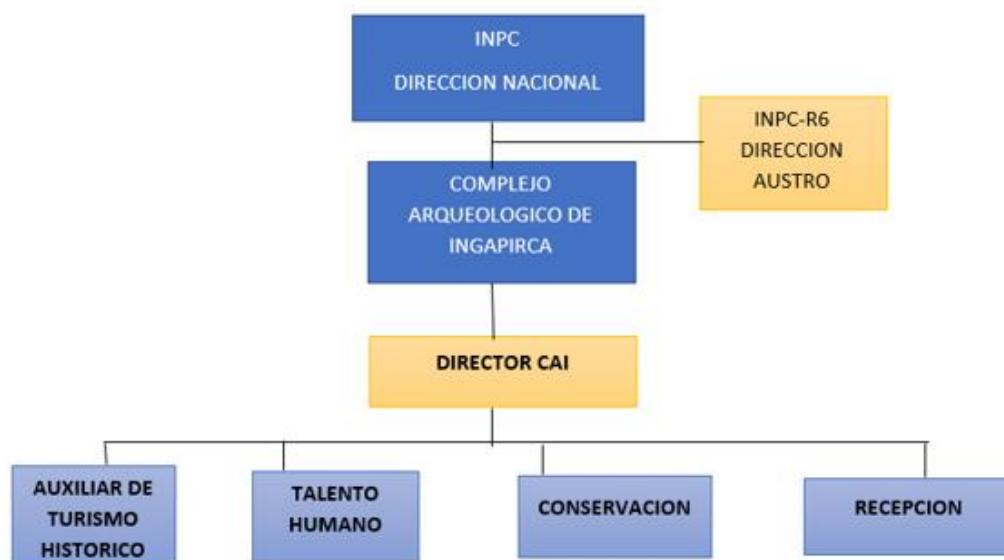 INPC
DIRECCION NACIONAL
INPC-R6
DIRECCION
AUSTRO
COMPLEJO
ARQUEOLOGICO DE
INGAPIRCA
DIRECTOR CAI
AUXILIAR DE
TURISMO
HISTORICO
TALENTO
HUMANO
CONSERVACION
RECEPCION